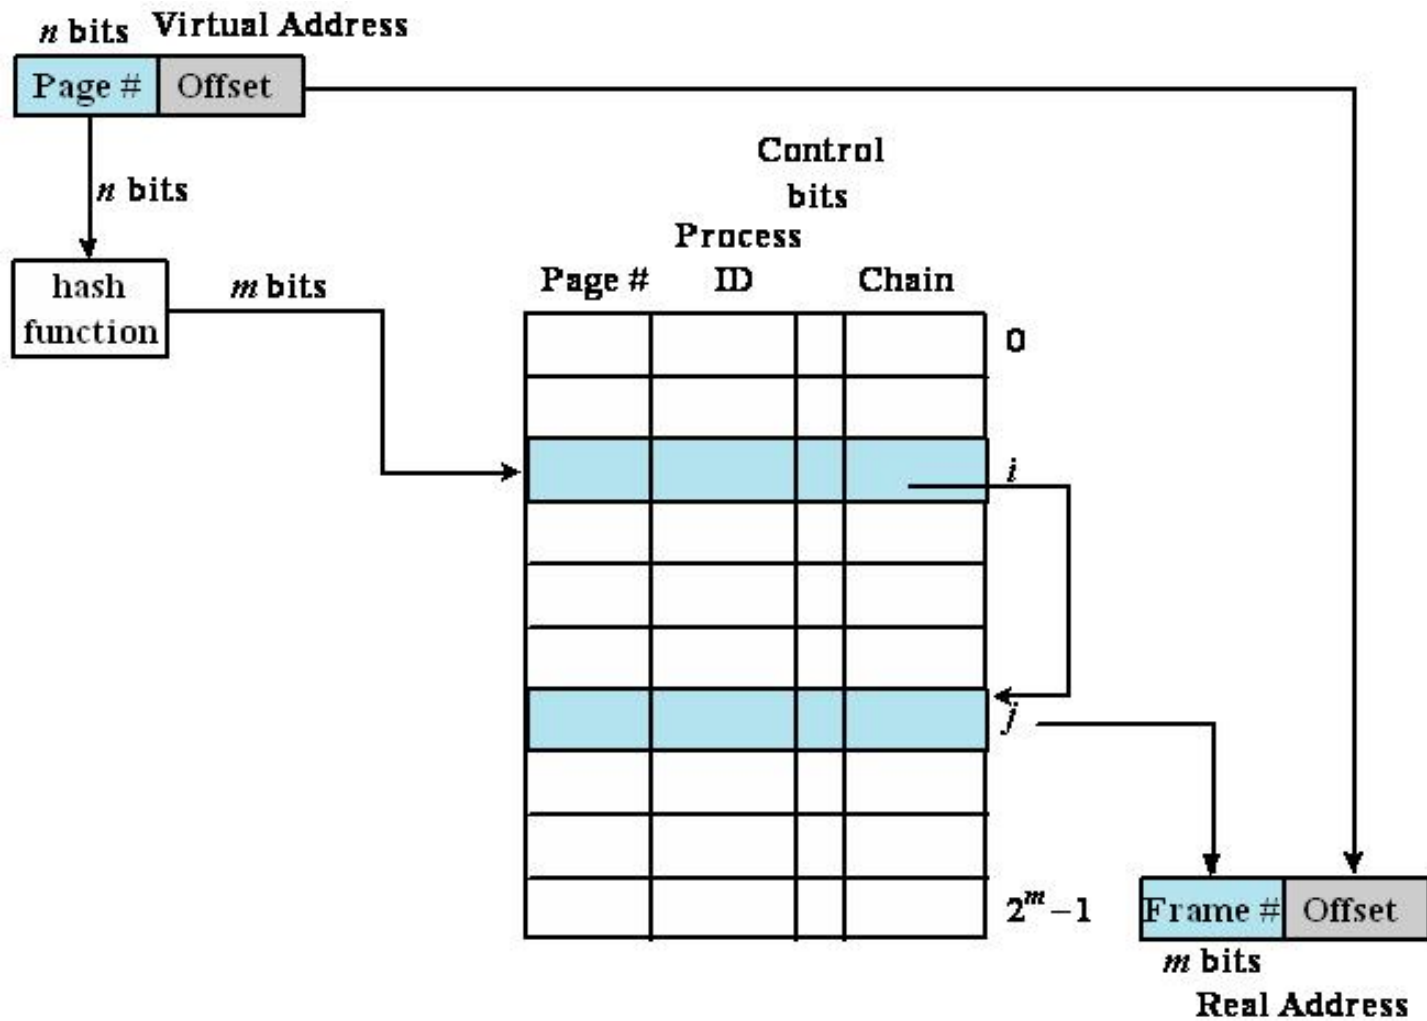 n bits Virtual Address
Page # Offset
n bits
hash
function
m bits
Control
bits
Process
Page # ID Chain
0
i
j
2^m – 1
Frame # Offset
m bits
Real Address